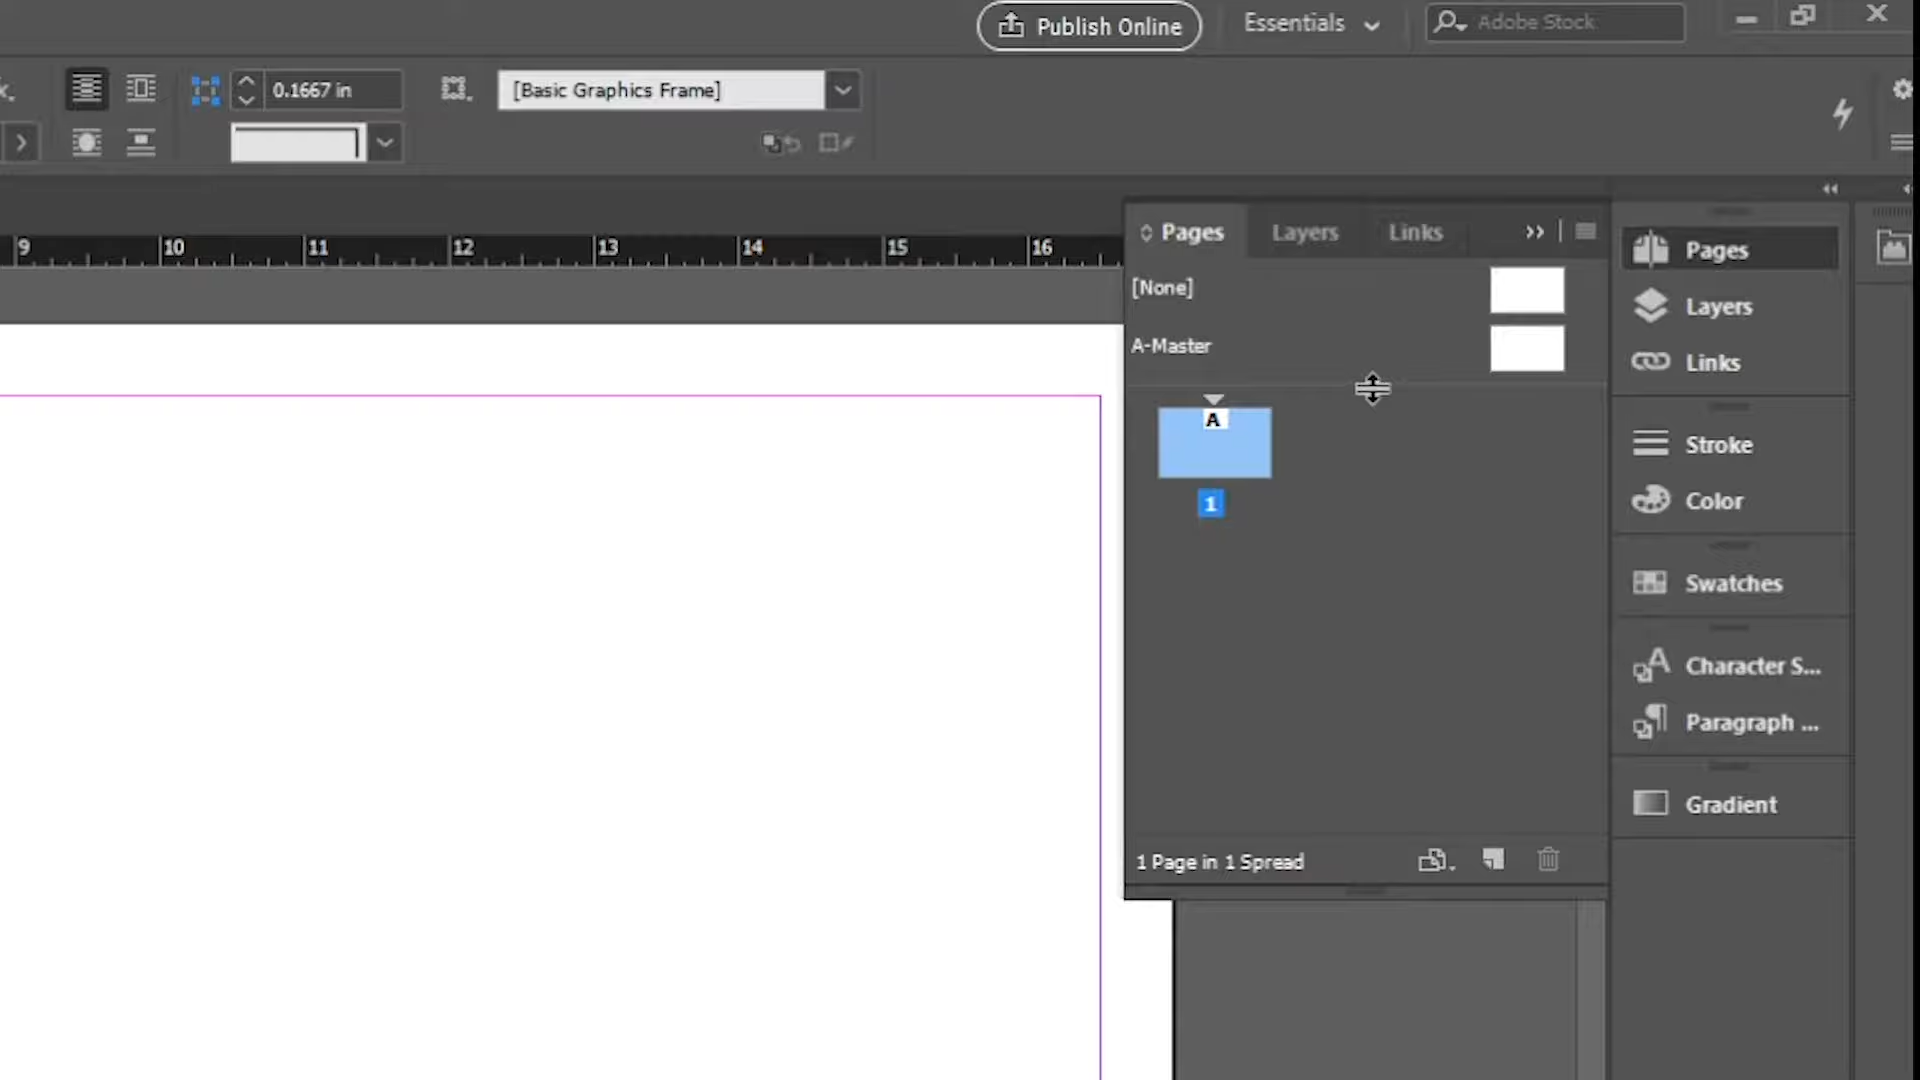 Publish Online
Essentials
Adobe Stock
0.1667 in
[Basic Graphics Frame]
9 10 11 12 13 14 15 16
Pages Layers Links
[None]
A-Master
A
1
1 Page in 1 Spread
Pages
Layers
Links
Stroke
Color
Swatches
Character S...
Paragraph ...
Gradient